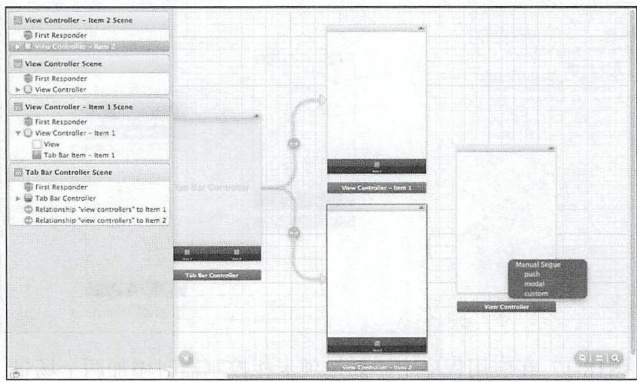 View Controller – Item 2 Scene
First Responder
View Controller – Item 2
View Controller Scene
First Responder
View Controller
View Controller – Item 1 Scene
First Responder
View Controller – Item 1
View
Tab Bar Item – Item 1
Tab Bar Controller Scene
First Responder
Tab Bar Controller
Relationship "view controllers" to Item 1
Relationship "view controllers" to Item 2
Tab Bar Controller
Tab Bar Controller
View Controller – Item 1
View Controller – Item 2
Manual Segue
push
modal
custom
View Controller